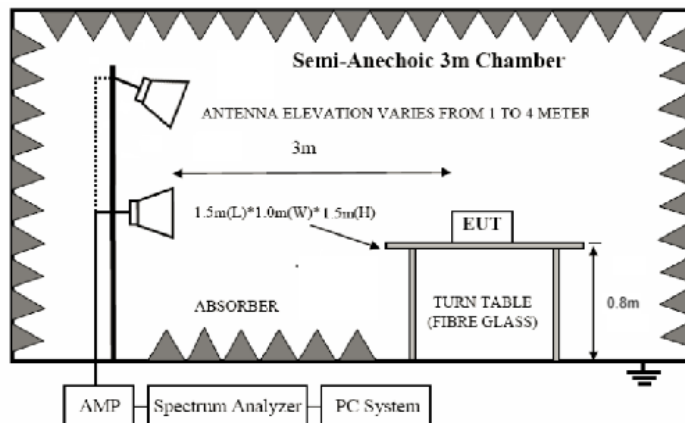 Semi-Anechoic 3m Chamber
ANTENNA ELEVATION VARIES FROM 1 TO 4 METER
3m
1.5m(L)*1.0m(W)*1.5m(H)
EUT
ABSORBER
TURN TABLE
(FIBRE GLASS)
0.8m
AMP
Spectrum Analyzer
PC System